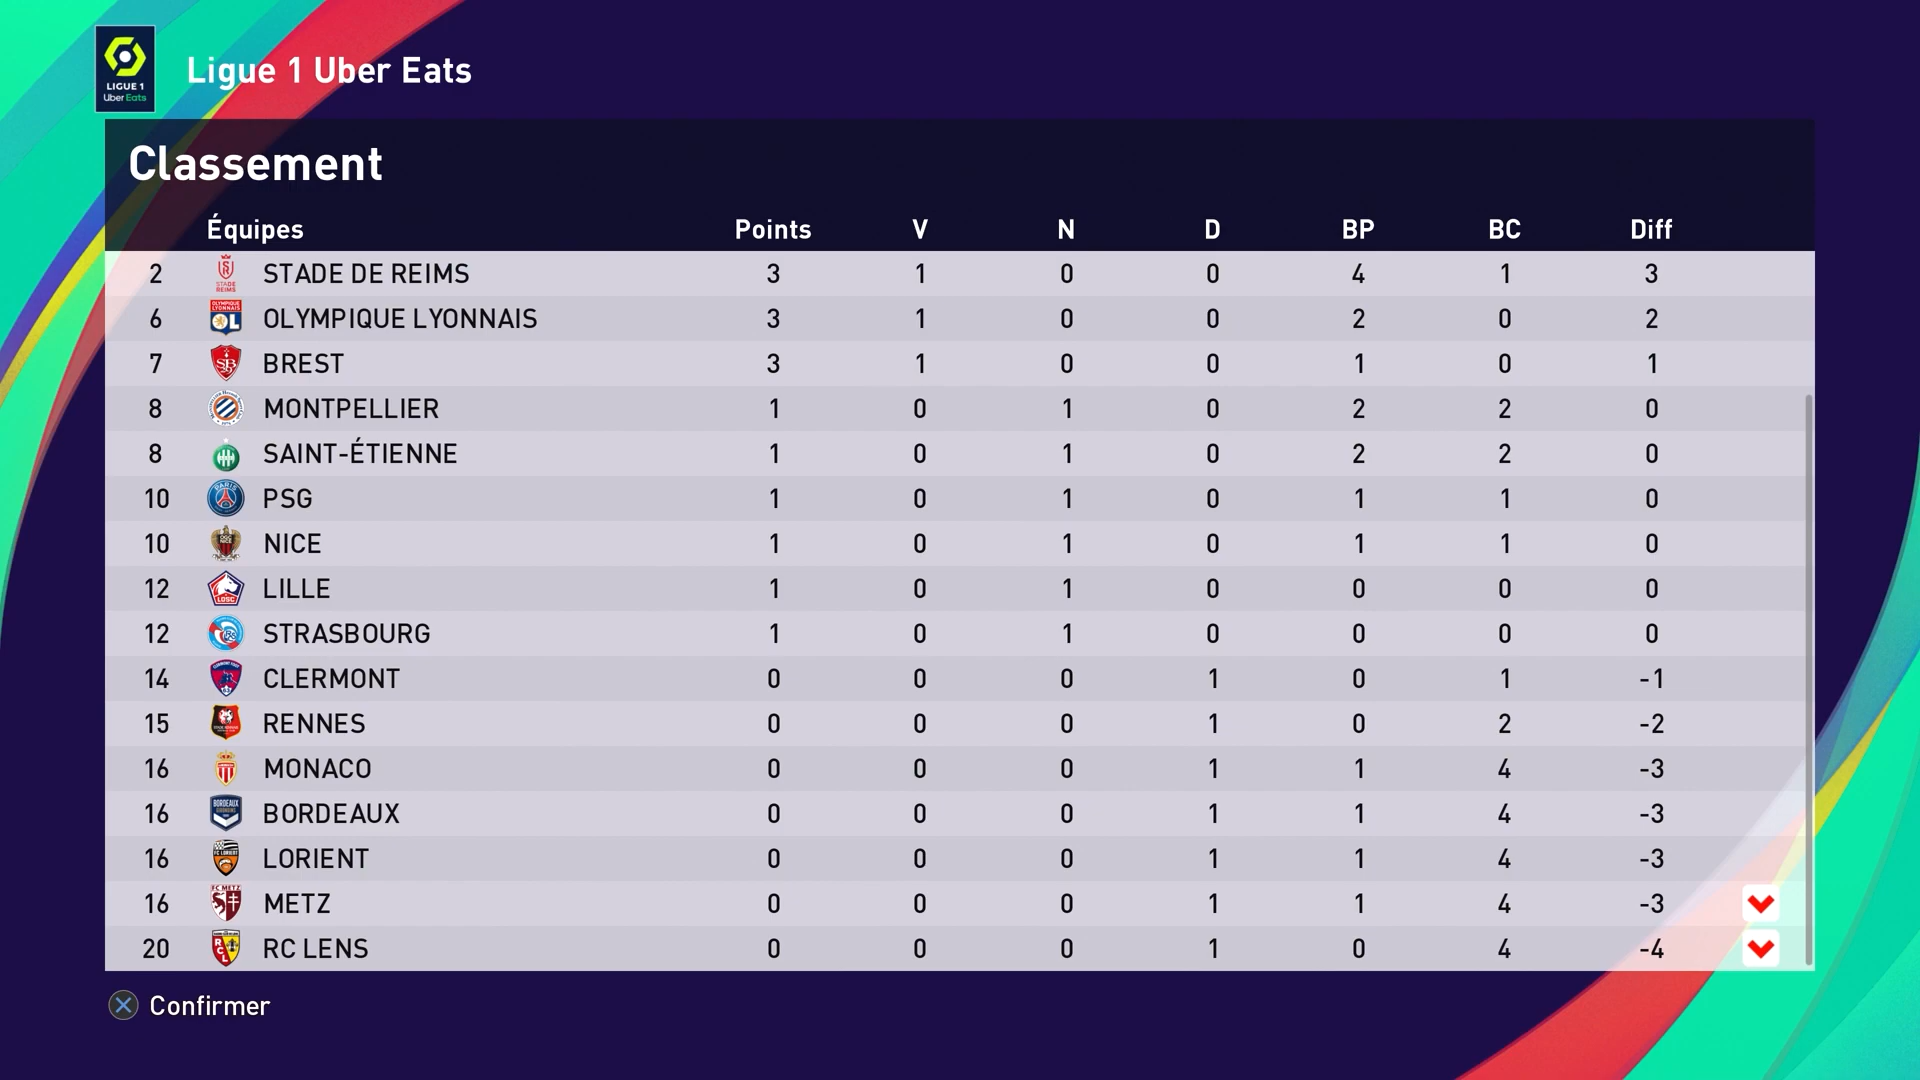 LIGUE 1
Uber Eats
Ligue 1 Uber Eats
Classement
Équipes Points V N D BP BC Diff
2 STADE DE REIMS 3 1 0 0 4 1 3
6 OLYMPIQUE LYONNAIS 3 1 0 0 2 0 2
7 BREST 3 1 0 0 1 0 1
8 MONTPELLIER 1 0 1 0 2 2 0
8 SAINT-ÉTIENNE 1 0 1 0 2 2 0
10 PSG 1 0 1 0 1 1 0
10 NICE 1 0 1 0 1 1 0
12 LILLE 1 0 1 0 0 0 0
12 STRASBOURG 1 0 1 0 0 0 0
14 CLERMONT 0 0 0 1 0 1 -1
15 RENNES 0 0 0 1 0 2 -2
16 MONACO 0 0 0 1 1 4 -3
16 BORDEAUX 0 0 0 1 1 4 -3
16 LORIENT 0 0 0 1 1 4 -3
16 METZ 0 0 0 1 1 4 -3
20 RC LENS 0 0 0 1 0 4 -4
Confirmer